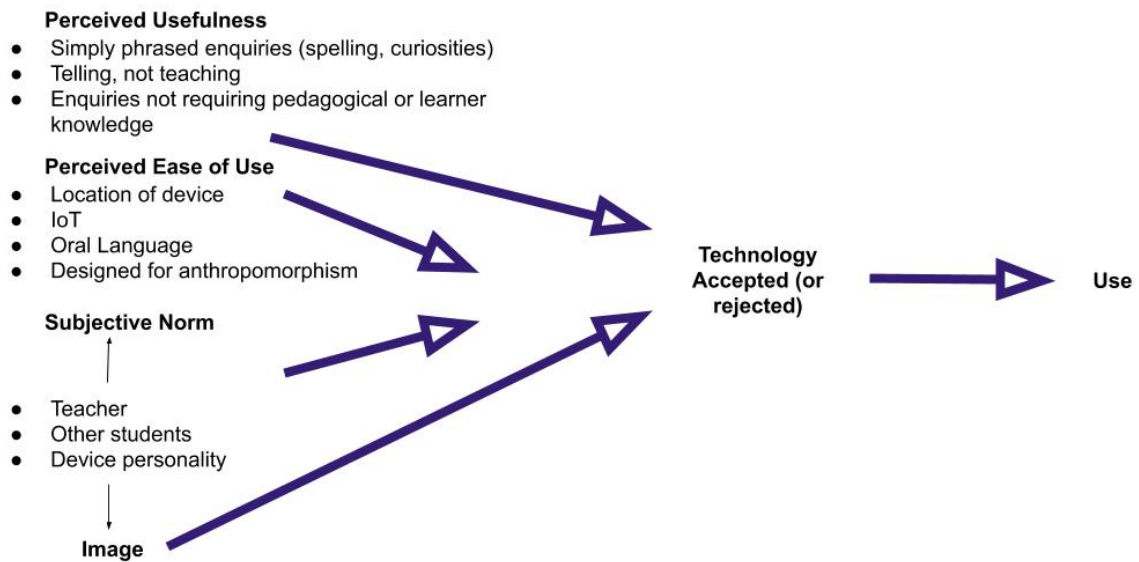 Perceived Usefulness
● Simply phrased enquiries (spelling, curiosities)
● Telling, not teaching
● Enquiries not requiring pedagogical or learner
knowledge
Perceived Ease of Use
● Location of device
● IoT
● Oral Language
● Designed for anthropomorphism
Subjective Norm
● Teacher
● Other students
● Device personality
Image
Technology
Accepted (or
rejected)
Use